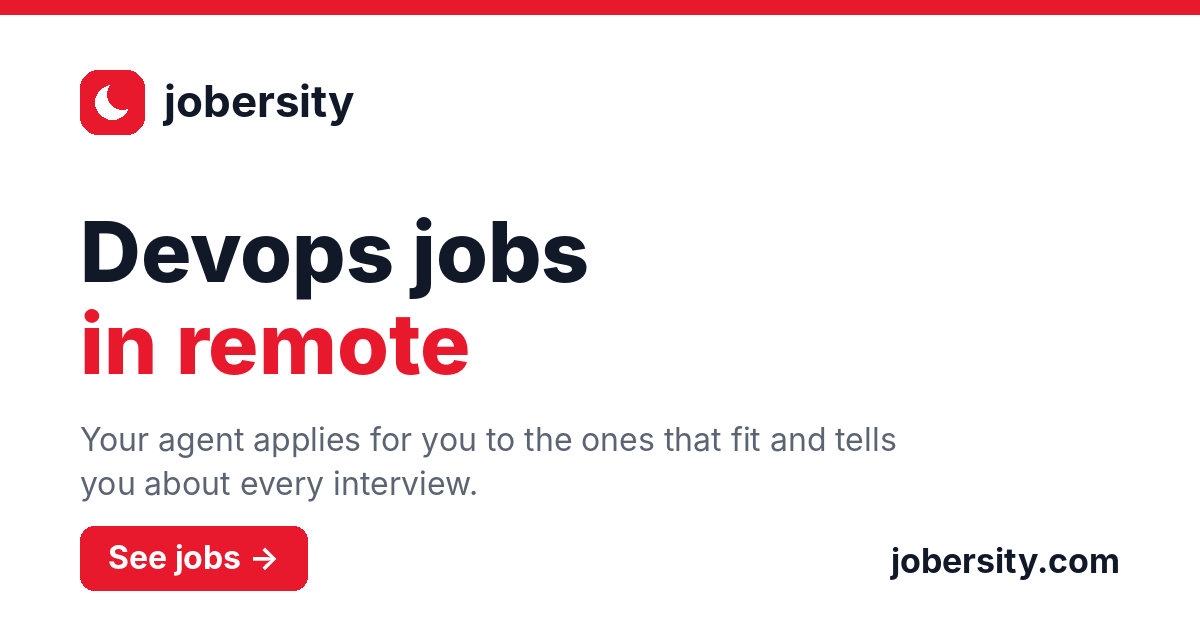 jobersity
Devops jobs
in remote
Your agent applies for you to the ones that fit and tells
you about every interview.
See jobs →
jobersity.com